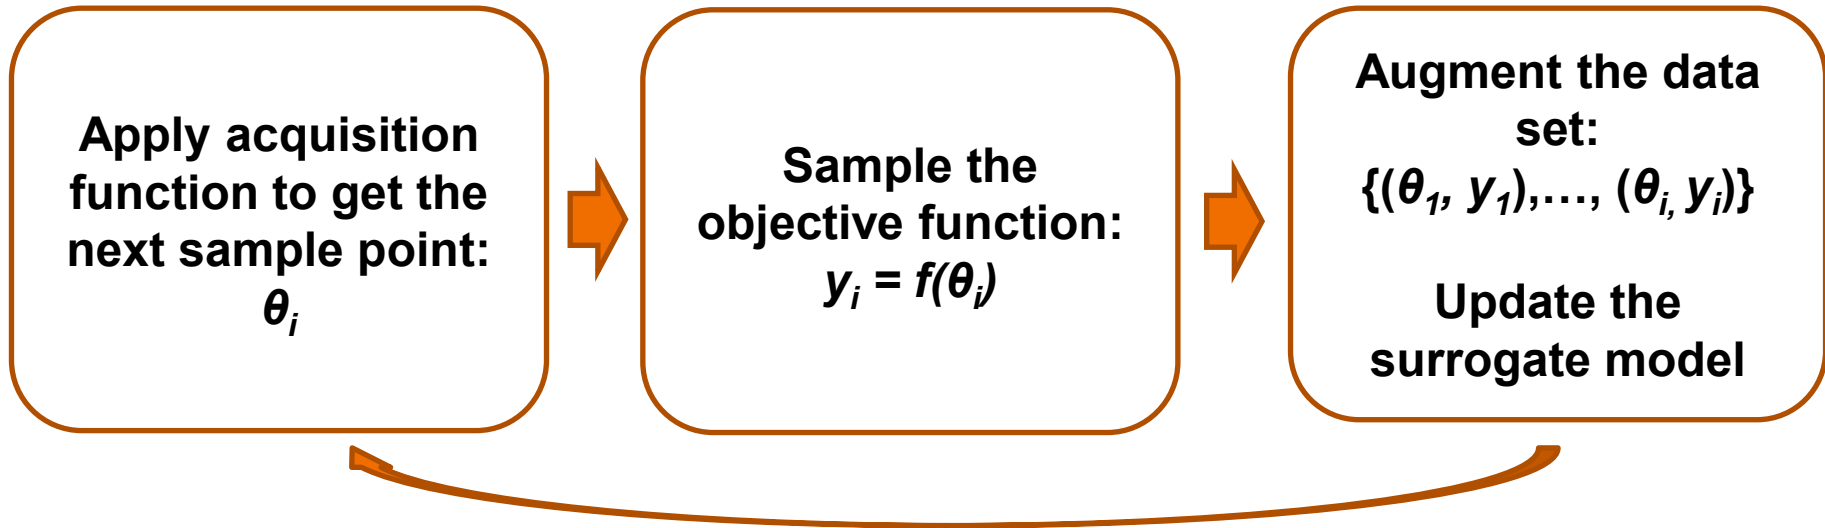 Apply acquisition
function to get the
next sample point:
θᵢ
Sample the
objective function:
yᵢ = f(θᵢ)
Augment the data
set:
{(θ₁, y₁),…, (θᵢ, yᵢ)}
Update the
surrogate model